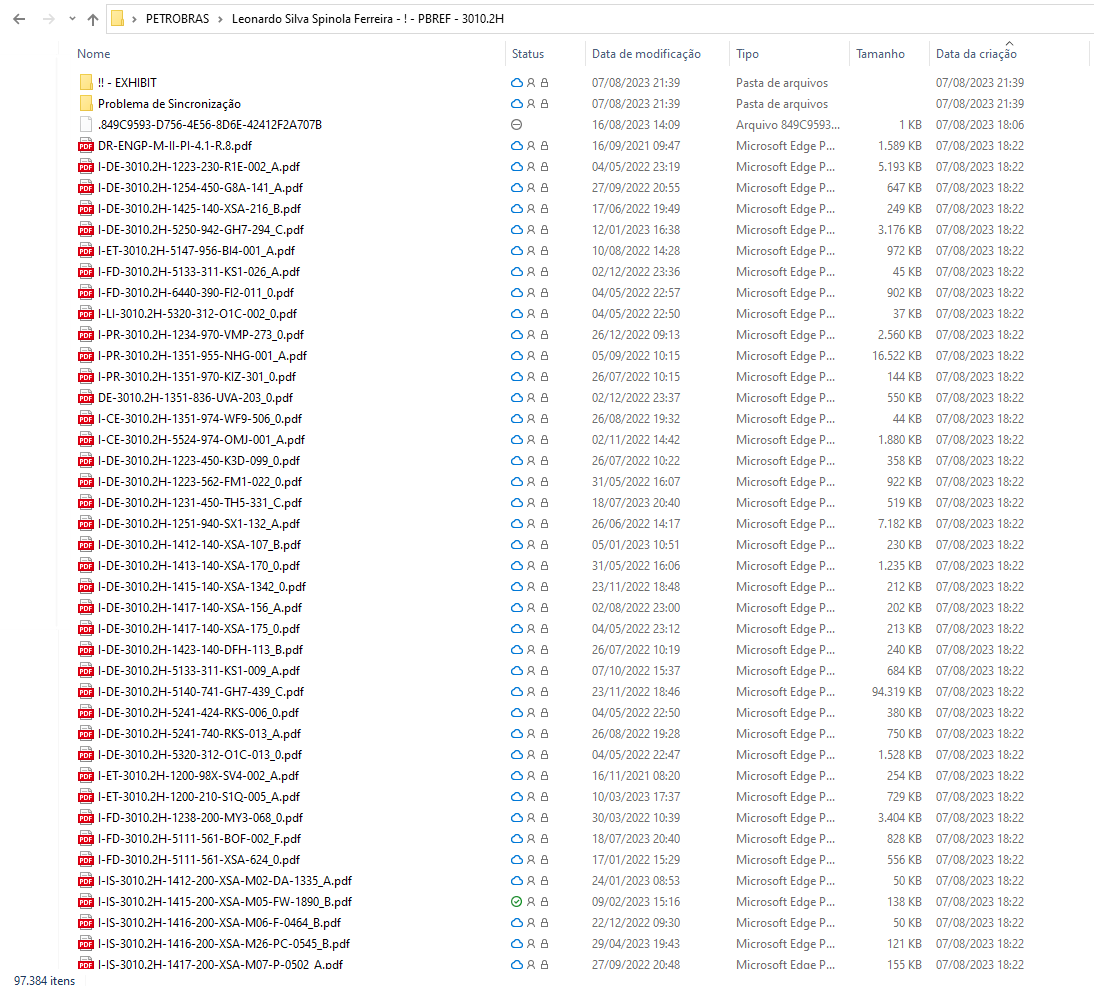 PETROBRAS > Leonardo Silva Spinola Ferreira - ! - PBREF - 3010.2H
Nome Status Data de modificação Tipo Tamanho Data da criação
!! - EXHIBIT 07/08/2023 21:39 Pasta de arquivos 07/08/2023 21:39
Problema de Sincronização 07/08/2023 21:39 Pasta de arquivos 07/08/2023 21:39
.849C9593-D756-4E56-8D6E-42412F2A707B 16/08/2023 14:09 Arquivo 849C9593... 1 KB 07/08/2023 18:06
PDF DR-ENGP-M-II-PI-4.1-R.8.pdf 16/09/2021 09:47 Microsoft Edge P... 1.589 KB 07/08/2023 18:22
PDF I-DE-3010.2H-1223-230-R1E-002_A.pdf 04/05/2022 23:19 Microsoft Edge P... 5.193 KB 07/08/2023 18:22
PDF I-DE-3010.2H-1254-450-G8A-141_A.pdf 27/09/2022 20:55 Microsoft Edge P... 647 KB 07/08/2023 18:22
PDF I-DE-3010.2H-1425-140-XSA-216_B.pdf 17/06/2022 19:49 Microsoft Edge P... 249 KB 07/08/2023 18:22
PDF I-DE-3010.2H-5250-942-GH7-294_C.pdf 12/01/2023 16:38 Microsoft Edge P... 3.176 KB 07/08/2023 18:22
PDF I-ET-3010.2H-5147-956-BI4-001_A.pdf 10/08/2022 14:28 Microsoft Edge P... 972 KB 07/08/2023 18:22
PDF I-FD-3010.2H-5133-311-KS1-026_A.pdf 02/12/2022 23:36 Microsoft Edge P... 45 KB 07/08/2023 18:22
PDF I-FD-3010.2H-6440-390-FI2-011_0.pdf 04/05/2022 22:57 Microsoft Edge P... 902 KB 07/08/2023 18:22
PDF I-LI-3010.2H-5320-312-O1C-002_0.pdf 04/05/2022 22:50 Microsoft Edge P... 37 KB 07/08/2023 18:22
PDF I-PR-3010.2H-1234-970-VMP-273_0.pdf 26/12/2022 09:13 Microsoft Edge P... 2.560 KB 07/08/2023 18:22
PDF I-PR-3010.2H-1351-955-NHG-001_A.pdf 05/09/2022 10:15 Microsoft Edge P... 16.522 KB 07/08/2023 18:22
PDF I-PR-3010.2H-1351-970-KIZ-301_0.pdf 26/07/2022 10:15 Microsoft Edge P... 144 KB 07/08/2023 18:22
PDF DE-3010.2H-1351-836-UVA-203_0.pdf 02/12/2022 23:37 Microsoft Edge P... 550 KB 07/08/2023 18:22
PDF I-CE-3010.2H-1351-974-WF9-506_0.pdf 26/08/2022 19:32 Microsoft Edge P... 44 KB 07/08/2023 18:22
PDF I-CE-3010.2H-5524-974-OMJ-001_A.pdf 02/11/2022 14:42 Microsoft Edge P... 1.880 KB 07/08/2023 18:22
PDF I-DE-3010.2H-1223-450-K3D-099_0.pdf 26/07/2022 10:22 Microsoft Edge P... 358 KB 07/08/2023 18:22
PDF I-DE-3010.2H-1223-562-FM1-022_0.pdf 31/05/2022 16:07 Microsoft Edge P... 922 KB 07/08/2023 18:22
PDF I-DE-3010.2H-1231-450-TH5-331_C.pdf 18/07/2023 20:40 Microsoft Edge P... 519 KB 07/08/2023 18:22
PDF I-DE-3010.2H-1251-940-SX1-132_A.pdf 26/06/2022 14:17 Microsoft Edge P... 7.182 KB 07/08/2023 18:22
PDF I-DE-3010.2H-1412-140-XSA-107_B.pdf 05/01/2023 10:51 Microsoft Edge P... 230 KB 07/08/2023 18:22
PDF I-DE-3010.2H-1413-140-XSA-170_0.pdf 31/05/2022 16:06 Microsoft Edge P... 1.235 KB 07/08/2023 18:22
PDF I-DE-3010.2H-1415-140-XSA-1342_0.pdf 23/11/2022 18:48 Microsoft Edge P... 212 KB 07/08/2023 18:22
PDF I-DE-3010.2H-1417-140-XSA-156_A.pdf 02/08/2022 23:00 Microsoft Edge P... 202 KB 07/08/2023 18:22
PDF I-DE-3010.2H-1417-140-XSA-175_0.pdf 04/05/2022 23:12 Microsoft Edge P... 213 KB 07/08/2023 18:22
PDF I-DE-3010.2H-1423-140-DFH-113_B.pdf 26/07/2022 10:19 Microsoft Edge P... 240 KB 07/08/2023 18:22
PDF I-DE-3010.2H-5133-311-KS1-009_A.pdf 07/10/2022 15:37 Microsoft Edge P... 684 KB 07/08/2023 18:22
PDF I-DE-3010.2H-5140-741-GH7-439_C.pdf 23/11/2022 18:46 Microsoft Edge P... 94.319 KB 07/08/2023 18:22
PDF I-DE-3010.2H-5241-424-RKS-006_0.pdf 04/05/2022 22:50 Microsoft Edge P... 380 KB 07/08/2023 18:22
PDF I-DE-3010.2H-5241-740-RKS-013_A.pdf 26/08/2022 19:28 Microsoft Edge P... 750 KB 07/08/2023 18:22
PDF I-DE-3010.2H-5320-312-O1C-013_0.pdf 04/05/2022 22:47 Microsoft Edge P... 1.528 KB 07/08/2023 18:22
PDF I-ET-3010.2H-1200-98X-SV4-002_A.pdf 16/11/2021 08:20 Microsoft Edge P... 254 KB 07/08/2023 18:22
PDF I-ET-3010.2H-1200-210-S1Q-005_A.pdf 10/03/2023 17:37 Microsoft Edge P... 729 KB 07/08/2023 18:22
PDF I-FD-3010.2H-1238-200-MY3-068_0.pdf 30/03/2022 10:39 Microsoft Edge P... 3.404 KB 07/08/2023 18:22
PDF I-FD-3010.2H-5111-561-BOF-002_F.pdf 18/07/2023 20:40 Microsoft Edge P... 828 KB 07/08/2023 18:22
PDF I-FD-3010.2H-5111-561-XSA-624_0.pdf 17/01/2022 15:29 Microsoft Edge P... 556 KB 07/08/2023 18:22
PDF I-IS-3010.2H-1412-200-XSA-M02-DA-1335_A.pdf 24/01/2023 08:53 Microsoft Edge P... 50 KB 07/08/2023 18:22
PDF I-IS-3010.2H-1415-200-XSA-M05-FW-1890_B.pdf 09/02/2023 15:16 Microsoft Edge P... 138 KB 07/08/2023 18:22
PDF I-IS-3010.2H-1416-200-XSA-M06-F-0464_B.pdf 22/12/2022 09:30 Microsoft Edge P... 50 KB 07/08/2023 18:22
PDF I-IS-3010.2H-1416-200-XSA-M26-PC-0545_B.pdf 29/04/2023 19:43 Microsoft Edge P... 121 KB 07/08/2023 18:22
PDF I-IS-3010.2H-1417-200-XSA-M07-P-0502_A.pdf 27/09/2022 20:48 Microsoft Edge P... 155 KB 07/08/2023 18:22
97.384 itens